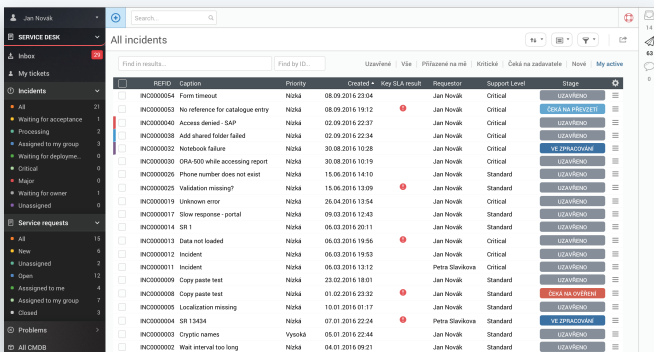 Jan Novák
Search...
SERVICE DESK
Inbox 29
My tickets
Incidents
All 21
Waiting for acceptance 1
Processing 2
Assigned to my group 3
Waiting for deployme... 0
Critical 0
Major 0
Waiting for owner 1
Unassigned 0
Service requests
All 15
New 6
Unassigned 2
Open 12
Asssigned to me 4
Assigned to my group 7
Closed 3
Problems
All CMDB
All incidents
Find in results...
Find by ID...
Uzavřené Vše Přiřazené na mě Kritické Čeká na zadavatele Nové My active
REFID Caption Priority Created Key SLA result Requestor Support Level Stage
INC0000054 Form timeout Nízká 08.09.2016 23:04 Jan Novák Critical UZAVŘENO
INC0000053 No reference for catalogue entry Nízká 08.09.2016 19:12 Jan Novák Critical ČEKÁ NA PŘEVZETÍ
INC0000040 Access denied - SAP Nízká 02.09.2016 22:37 Jan Novák Critical UZAVŘENO
INC0000038 Add shared folder failed Nízká 02.09.2016 22:34 Jan Novák Critical UZAVŘENO
INC0000032 Notebook failure Nízká 30.08.2016 10:28 Jan Novák Critical VE ZPRACOVÁNÍ
INC0000030 ORA-500 while accessing report Nízká 30.08.2016 10:19 Jan Novák Critical UZAVŘENO
INC0000026 Phone number does not exist Nízká 15.06.2016 14:10 Jan Novák Standard UZAVŘENO
INC0000025 Validation missing? Nízká 15.06.2016 13:09 Jan Novák Standard UZAVŘENO
INC0000019 Unknown error Nízká 26.04.2016 13:54 Jan Novák Critical UZAVŘENO
INC0000017 Slow response - portal Nízká 09.03.2016 12:43 Jan Novák Standard UZAVŘENO
INC0000014 SR 1 Nízká 06.03.2016 20:11 Jan Novák Standard UZAVŘENO
INC0000013 Data not loaded Nízká 06.03.2016 19:56 Jan Novák Critical UZAVŘENO
INC0000012 Incident Nízká 06.03.2016 19:53 Jan Novák Critical UZAVŘENO
INC0000011 Incident Nízká 06.03.2016 13:12 Petra Slavikova Critical UZAVŘENO
INC0000009 Copy paste test Nízká 23.02.2016 18:01 Jan Novák Standard UZAVŘENO
INC0000008 Copy paste test Nízká 01.02.2016 23:32 Jan Novák Standard ČEKÁ NA OVĚŘENÍ
INC0000005 Localization missing Nízká 10.01.2016 01:17 Jan Novák Standard UZAVŘENO
INC0000004 SR 13434 Nízká 07.01.2016 22:24 Petra Slavikova Standard VE ZPRACOVÁNÍ
INC0000003 Cryptic names Vysoká 05.01.2016 22:44 Jan Novák Standard UZAVŘENO
INC0000002 Wait interval too long Nízká 04.01.2016 09:21 Jan Novák Standard UZAVŘENO
14
63
0